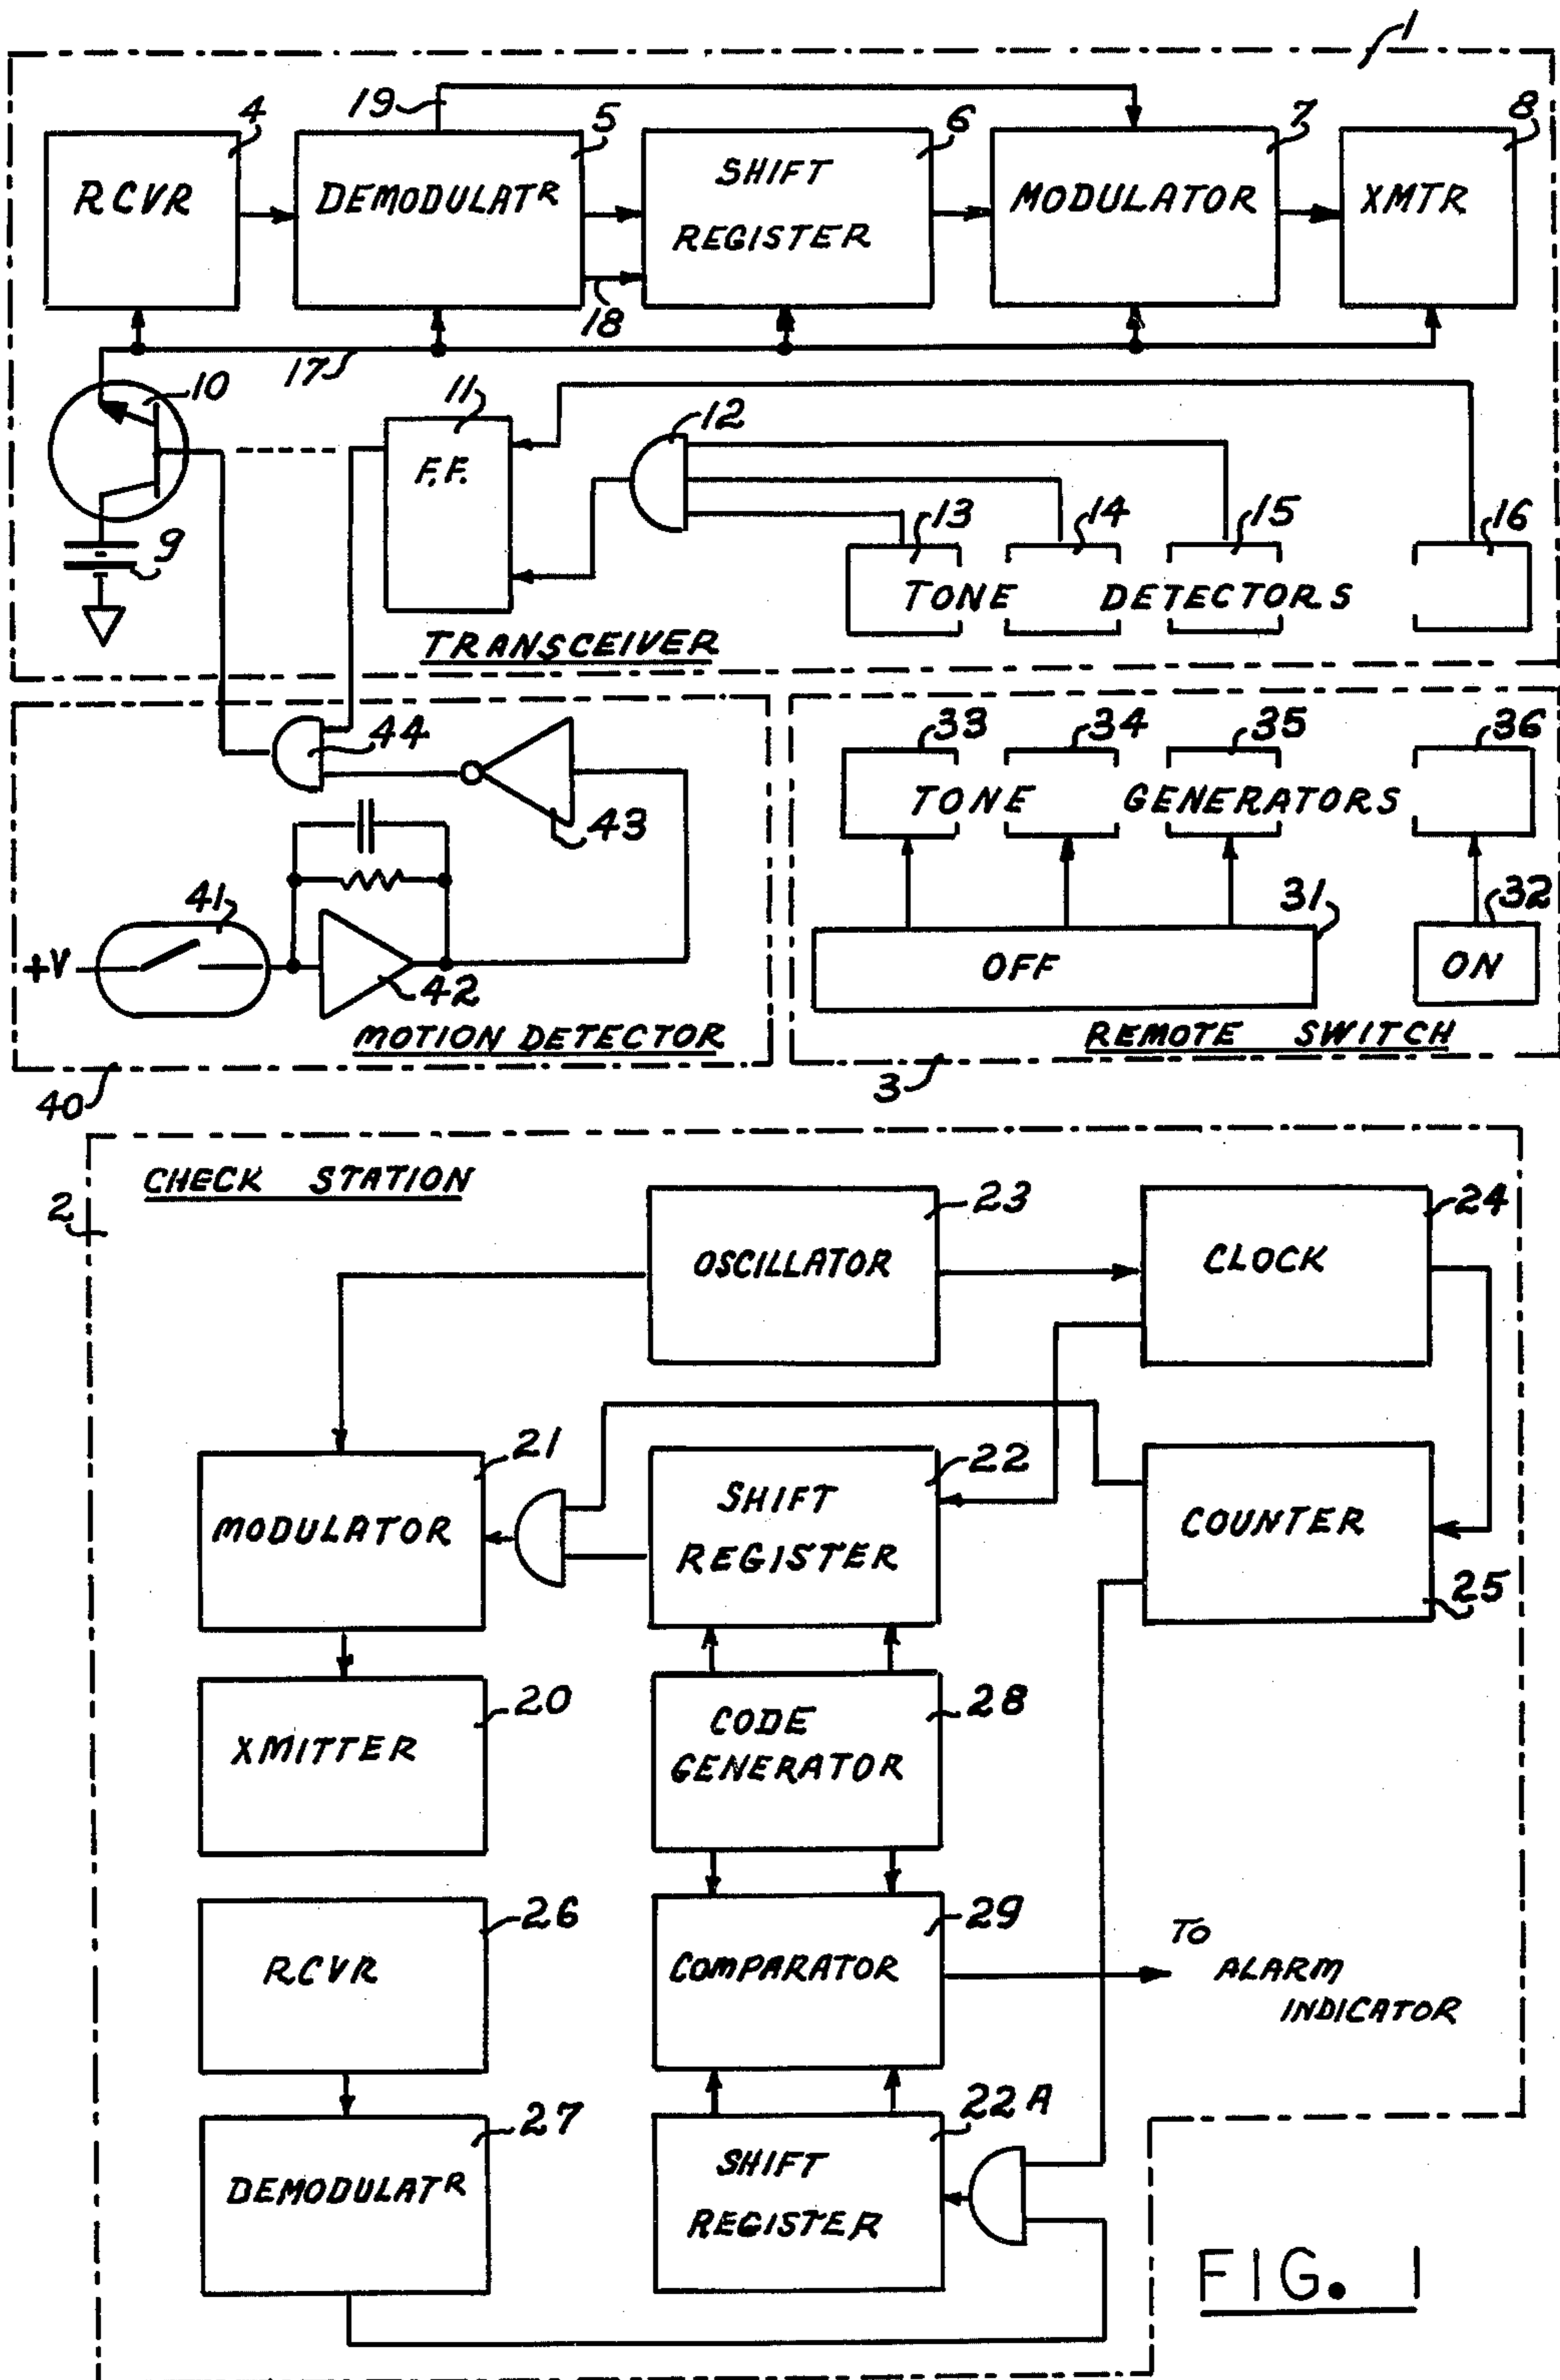 1
19
4
5
6
7
8
RCVR
DEMODULATR
SHIFT
REGISTER
MODULATOR
XMTR
18
17
10
11
12
F.F.
9
13
14
15
16
TONE DETECTORS
TRANSCEIVER
44
33
34
35
36
TONE GENERATORS
43
41
31
32
+V
OFF
ON
42
MOTION DETECTOR
REMOTE SWITCH
40
3
CHECK STATION
2
23
24
OSCILLATOR
CLOCK
21
22
MODULATOR
SHIFT
REGISTER
COUNTER
25
20
28
XMITTER
CODE
GENERATOR
26
29
RCVR
COMPARATOR
TO
ALARM
INDICATOR
27
22A
DEMODULATR
SHIFT
REGISTER
FIG. 1